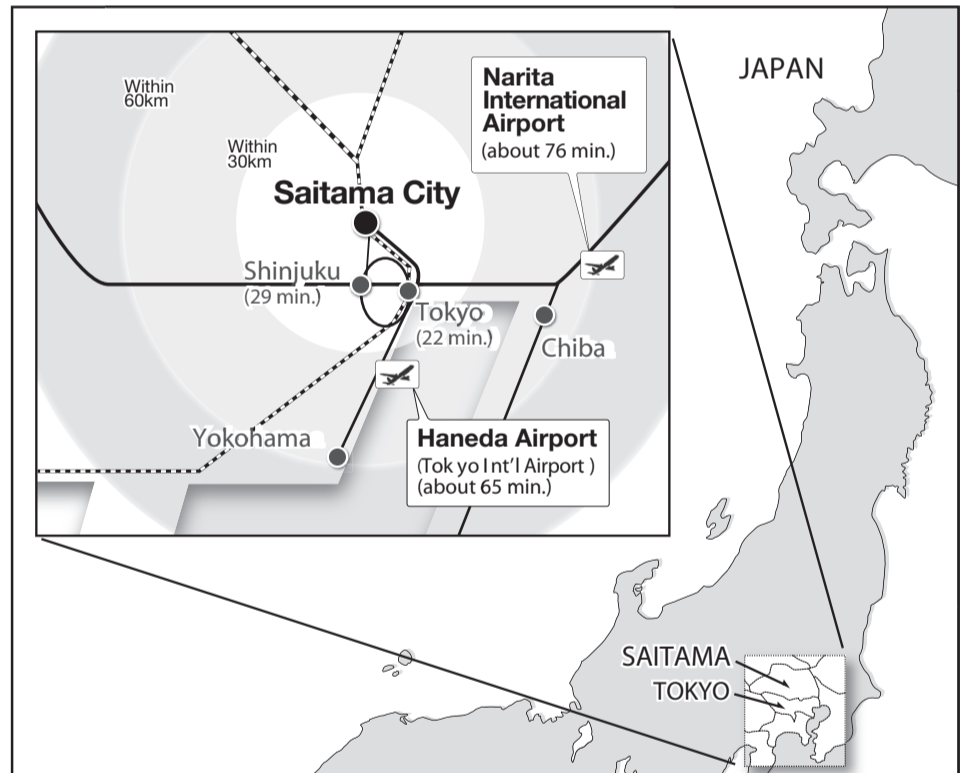 JAPAN
Within
60km
Within
30km
Narita
International
Airport
(about 76 min.)
Saitama City
Shinjuku
(29 min.)
Tokyo
(22 min.)
Chiba
Yokohama
Haneda Airport
(Tok yo Int'l Airport )
(about 65 min.)
SAITAMA
TOKYO